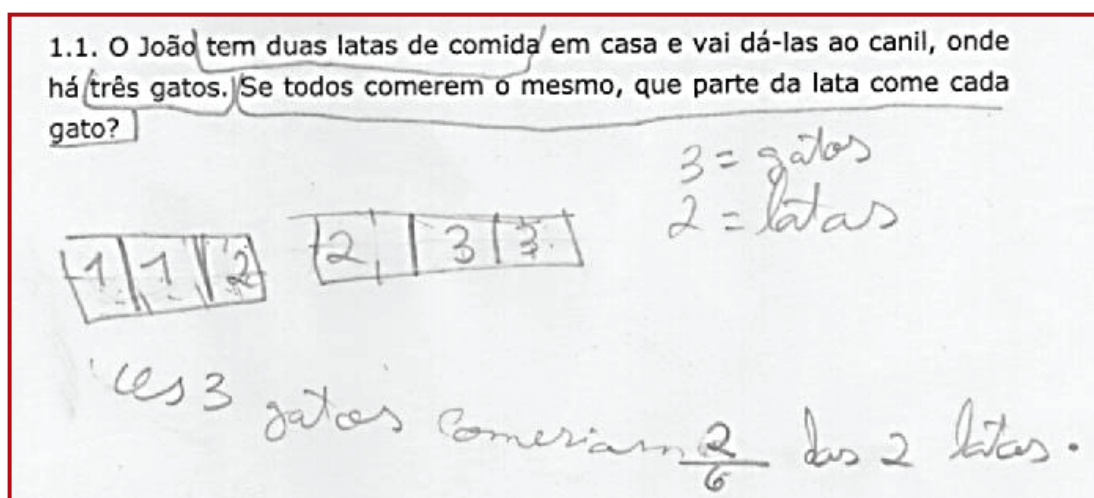 1.1. O João tem duas latas de comida em casa e vai dá-las ao canil, onde
há três gatos. Se todos comerem o mesmo, que parte da lata come cada
gato?
3 = gatos
2 = latas
1 1 2 2 3 3
3 gatos comeriam 2/6 das 2 latas.